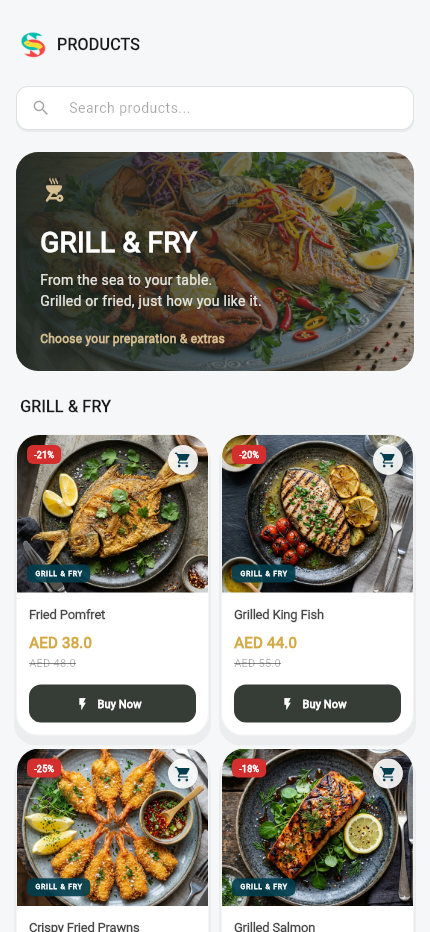 PRODUCTS
Search products...
GRILL & FRY
From the sea to your table.
Grilled or fried, just how you like it.
Choose your preparation & extras
GRILL & FRY
-21%
GRILL & FRY
Fried Pomfret
AED 38.0
AED 48.0
Buy Now
-20%
GRILL & FRY
Grilled King Fish
AED 44.0
AED 55.0
Buy Now
-25%
GRILL & FRY
Crispy Fried Prawns
-18%
GRILL & FRY
Grilled Salmon